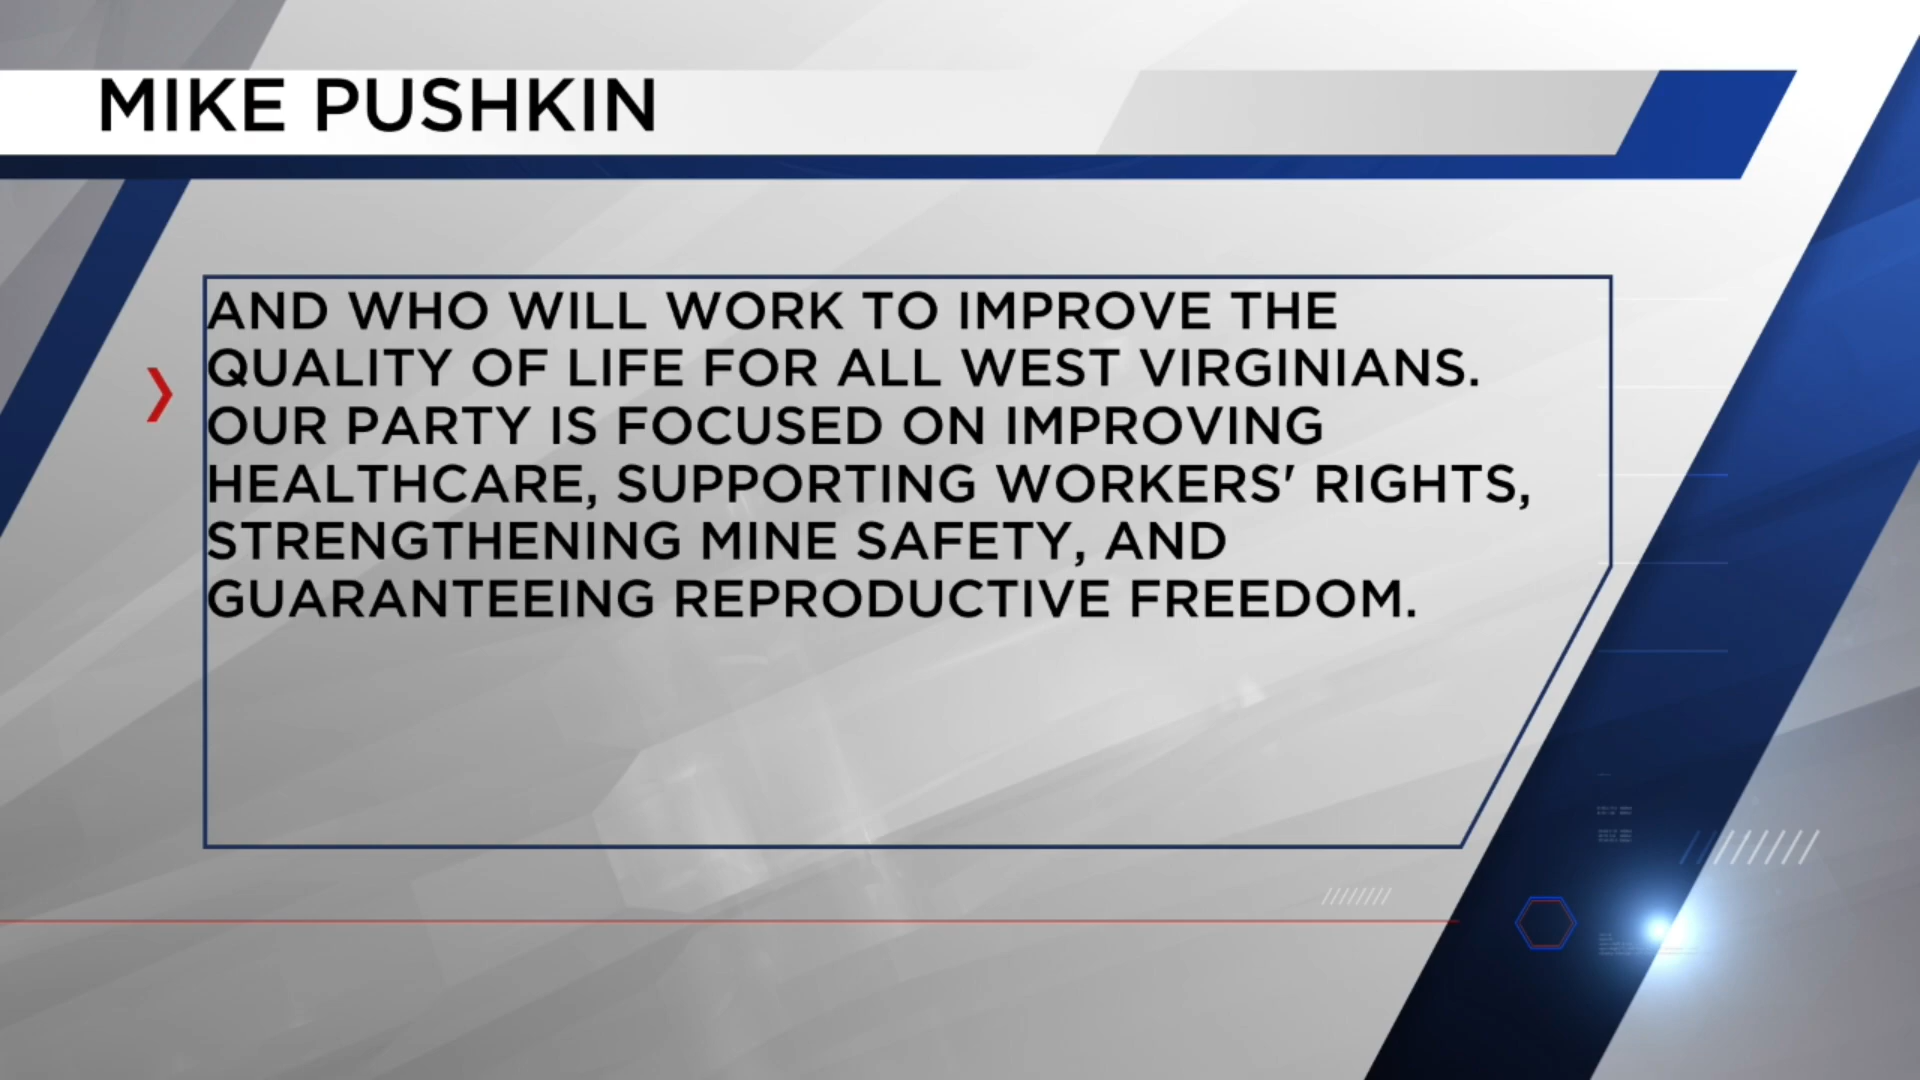 MIKE PUSHKIN
AND WHO WILL WORK TO IMPROVE THE
QUALITY OF LIFE FOR ALL WEST VIRGINIANS.
OUR PARTY IS FOCUSED ON IMPROVING
HEALTHCARE, SUPPORTING WORKERS' RIGHTS,
STRENGTHENING MINE SAFETY, AND
GUARANTEEING REPRODUCTIVE FREEDOM.